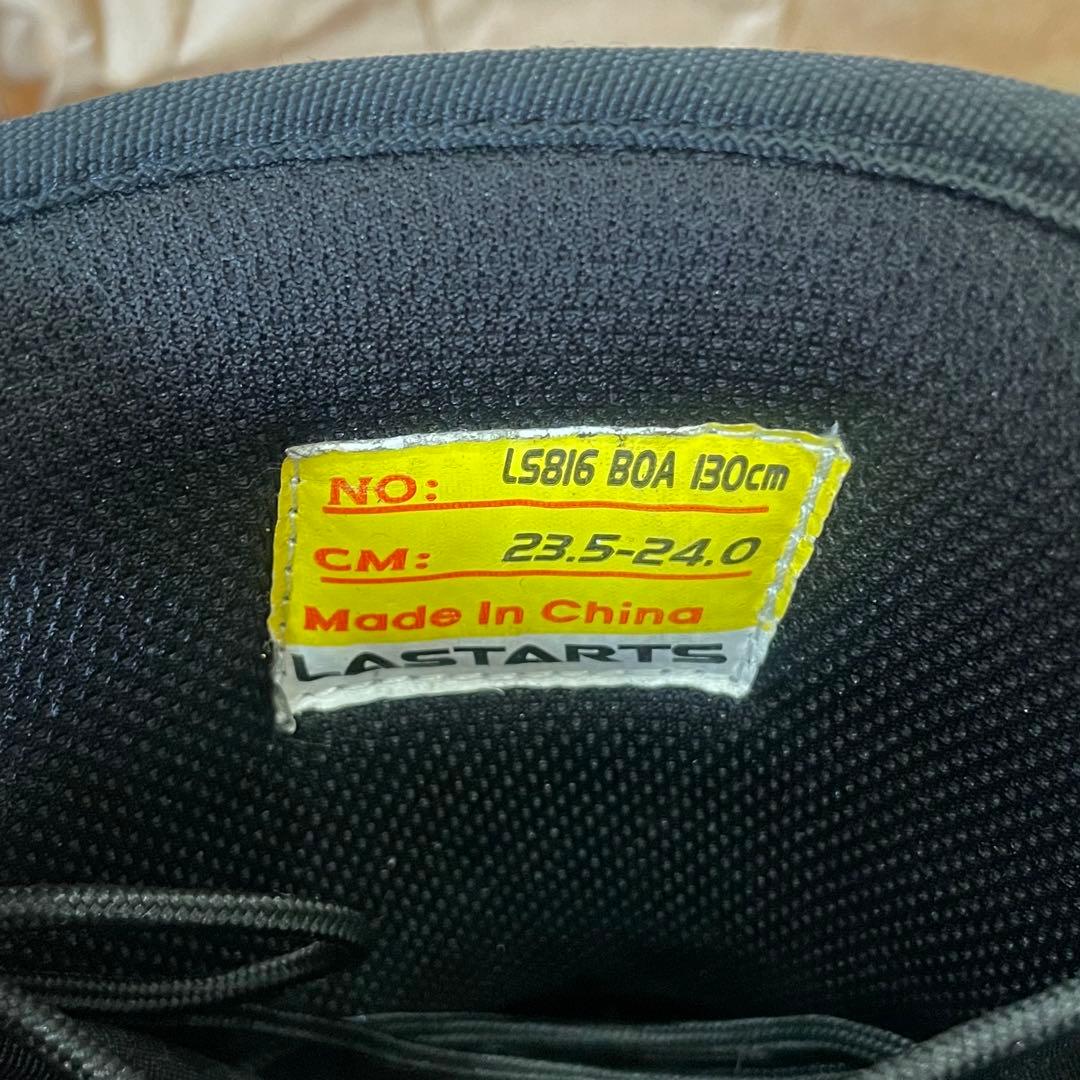 NO: LS816 BOA 130cm
CM: 23.5-24.0
Made In China
LASTARTS